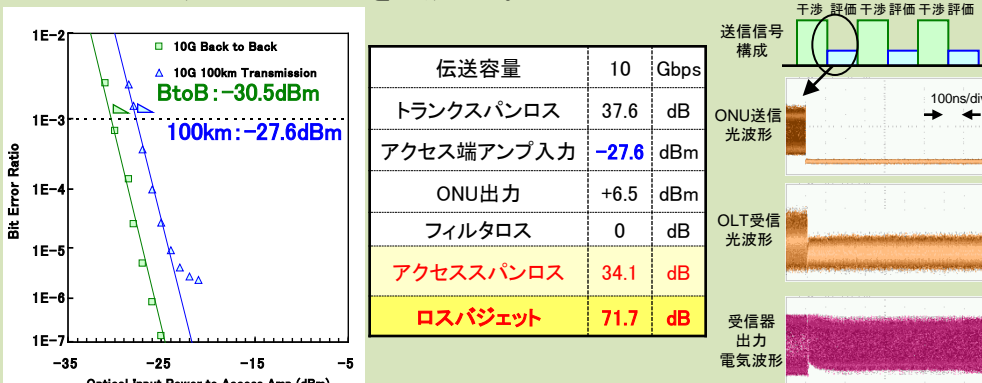 1E-2
1E-3
1E-4
1E-5
1E-6
1E-7
Bit Error Ratio
10G Back to Back
10G 100km Transmission
BtoB:-30.5dBm
100km:-27.6dBm
-35 -25 -15 -5
Optical Input Power to Access Amp (dBm)
伝送容量 10 Gbps
トランクスパンロス 37.6 dB
アクセス端アンプ入力 -27.6 dBm
ONU出力 +6.5 dBm
フィルタロス 0 dB
アクセススパンロス 34.1 dB
ロスバジェット 71.7 dB
干渉 評価 干渉 評価 干渉 評価
送信信号
構成
100ns/div
ONU送信
光波形
OLT受信
光波形
受信器
出力
電気波形